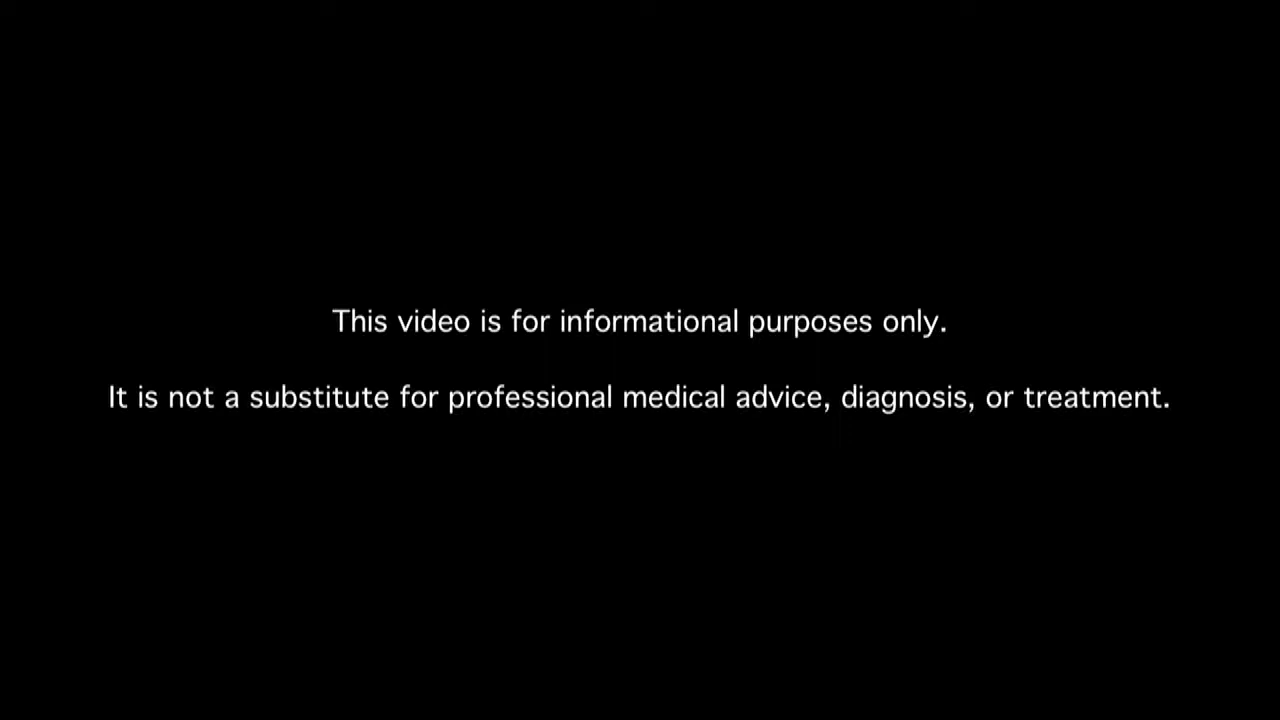 This video is for informational purposes only.
It is not a substitute for professional medical advice, diagnosis, or treatment.